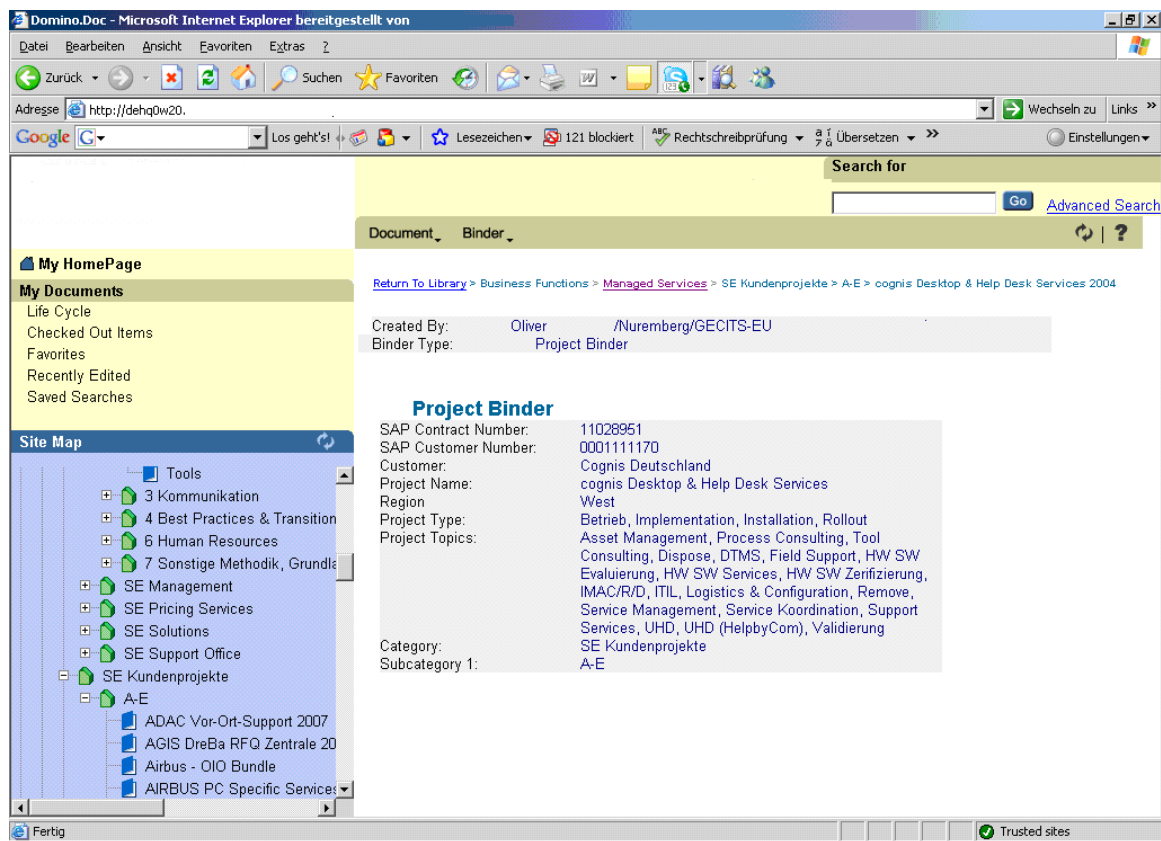 Domino.Doc - Microsoft Internet Explorer bereitgestellt von
Datei Bearbeiten Ansicht Favoriten Extras ?
Zurück Suchen Favoriten
Adresse http://dehq0w20. Wechseln zu Links »
Google G Los geht's! Lesezeichen 121 blockiert Rechtschreibprüfung Übersetzen » Einstellungen
Search for
Go Advanced Search
Document Binder ?
My HomePage
My Documents
Life Cycle
Checked Out Items
Favorites
Recently Edited
Saved Searches
Site Map
Tools
3 Kommunikation
4 Best Practices & Transition
6 Human Resources
7 Sonstige Methodik, Grundla
SE Management
SE Pricing Services
SE Solutions
SE Support Office
SE Kundenprojekte
A-E
ADAC Vor-Ort-Support 2007
AGIS DreBa RFQ Zentrale 20
Airbus - OIO Bundle
AIRBUS PC Specific Services
Return To Library > Business Functions > Managed Services > SE Kundenprojekte > A-E > cognis Desktop & Help Desk Services 2004
Created By: Oliver /Nuremberg/GECITS-EU
Binder Type: Project Binder
Project Binder
SAP Contract Number: 11028951
SAP Customer Number: 0001111170
Customer: Cognis Deutschland
Project Name: cognis Desktop & Help Desk Services
Region West
Project Type: Betrieb, Implementation, Installation, Rollout
Project Topics: Asset Management, Process Consulting, Tool
Consulting, Dispose, DTMS, Field Support, HW SW
Evaluierung, HW SW Services, HW SW Zerifizierung,
IMAC/R/D, ITIL, Logistics & Configuration, Remove,
Service Management, Service Koordination, Support
Services, UHD, UHD (HelpbyCom), Validierung
Category: SE Kundenprojekte
Subcategory 1: A-E
Fertig Trusted sites